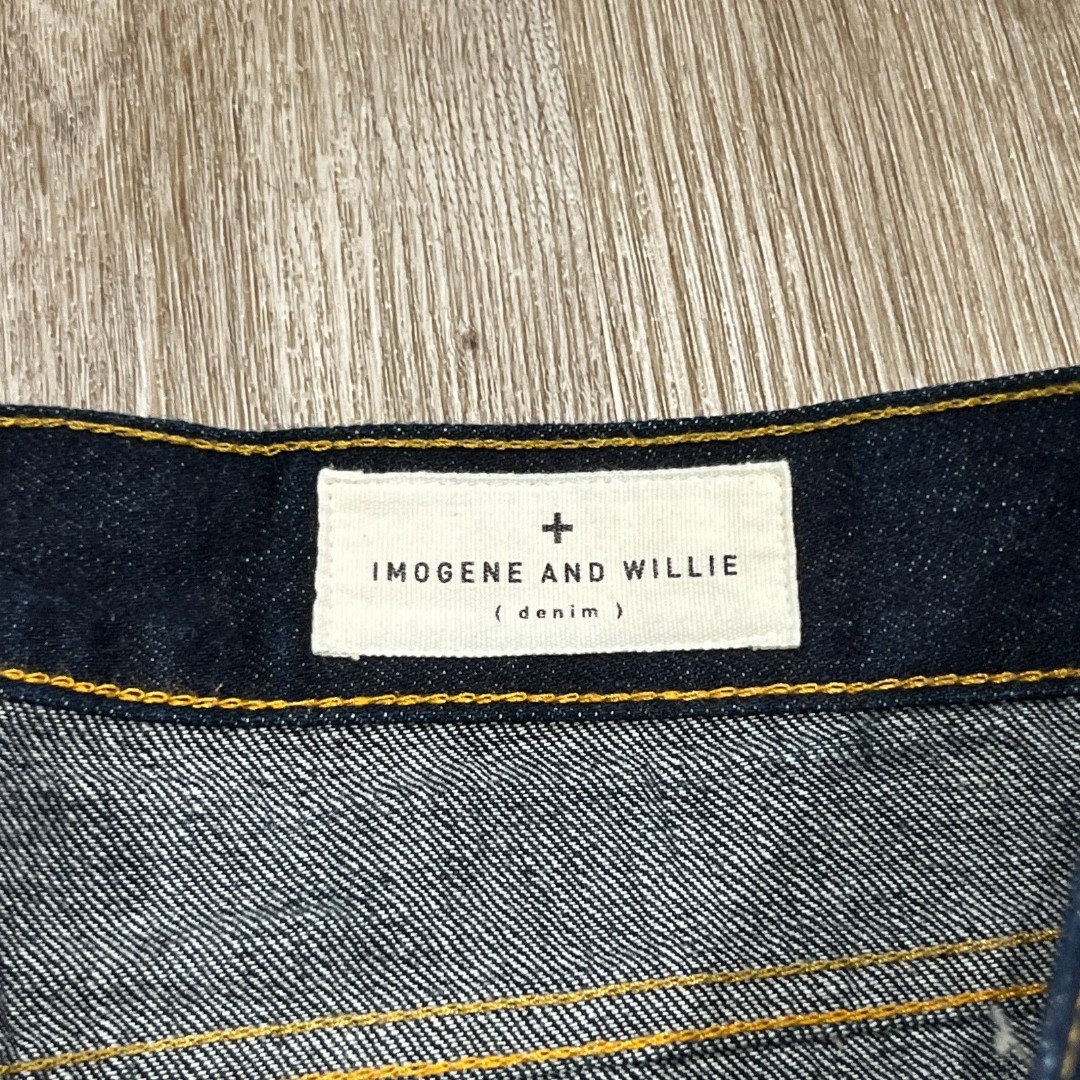 +
IMOGENE AND WILLIE
( denim )